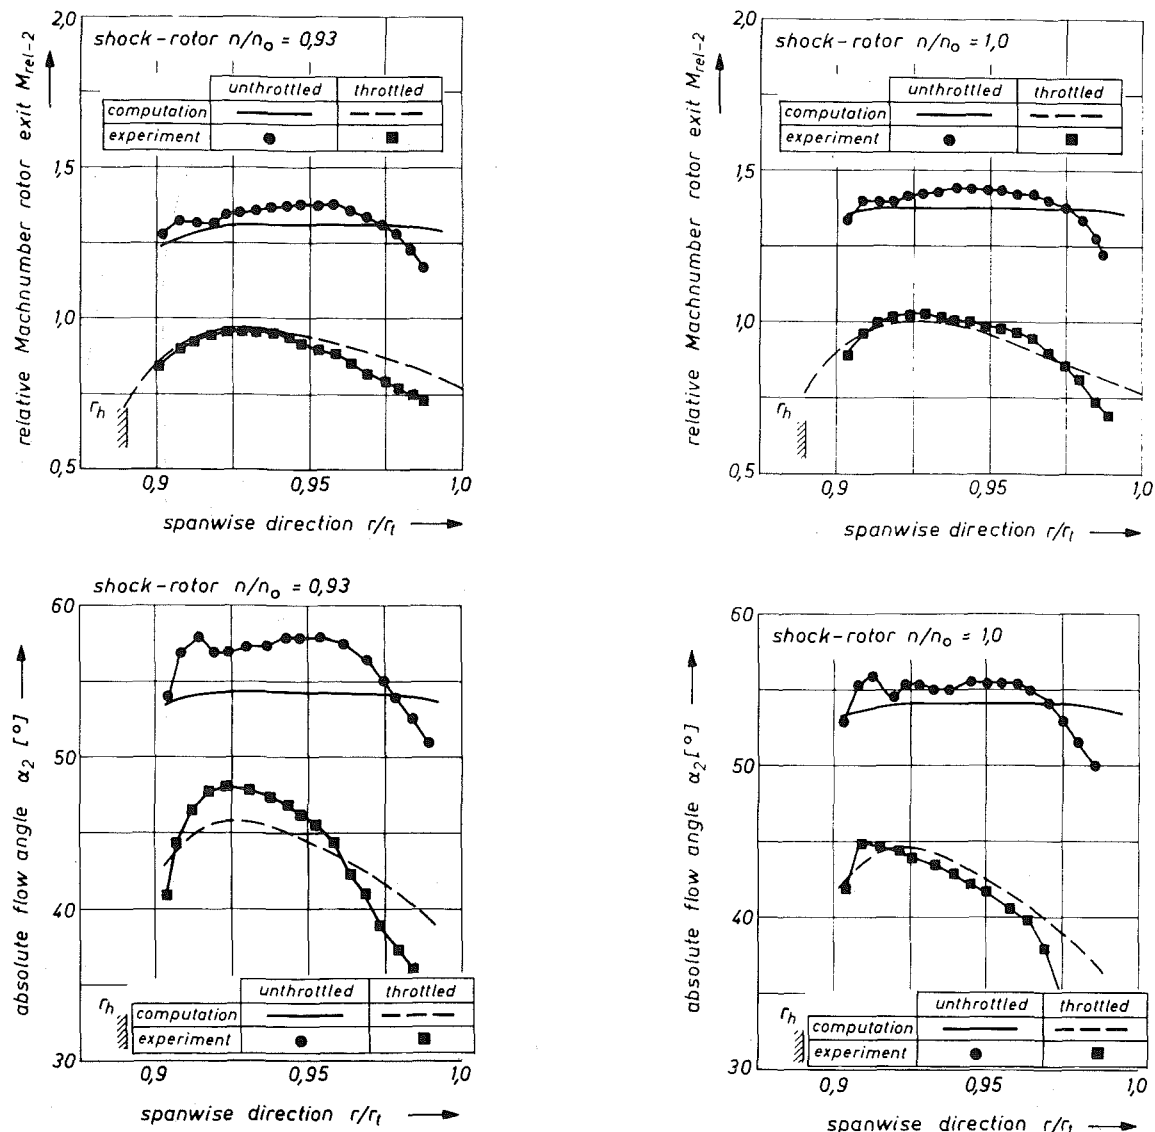 2,0
shock-rotor n/n₀ = 0,93
unthrottled throttled
computation
experiment
1,5
1,0
0,5
r_h
0,9 0,95 1,0
spanwise direction r/r_t
relative Machnumber rotor exit M_rel-2
2,0
shock-rotor n/n₀ = 1,0
unthrottled throttled
computation
experiment
1,5
1,0
0,5
r_h
0,9 0,95 1,0
spanwise direction r/r_t
relative Machnumber rotor exit M_rel-2
shock-rotor n/n₀ = 0,93
60
50
40
30
r_h
unthrottled throttled
computation
experiment
0,9 0,95 1,0
spanwise direction r/r_t
absolute flow angle α₂ [°]
60
shock-rotor n/n₀ = 1,0
50
40
30
r_h
unthrottled throttled
computation
experiment
0,9 0,95 1,0
spanwise direction r/r_t
absolute flow angle α₂ [°]